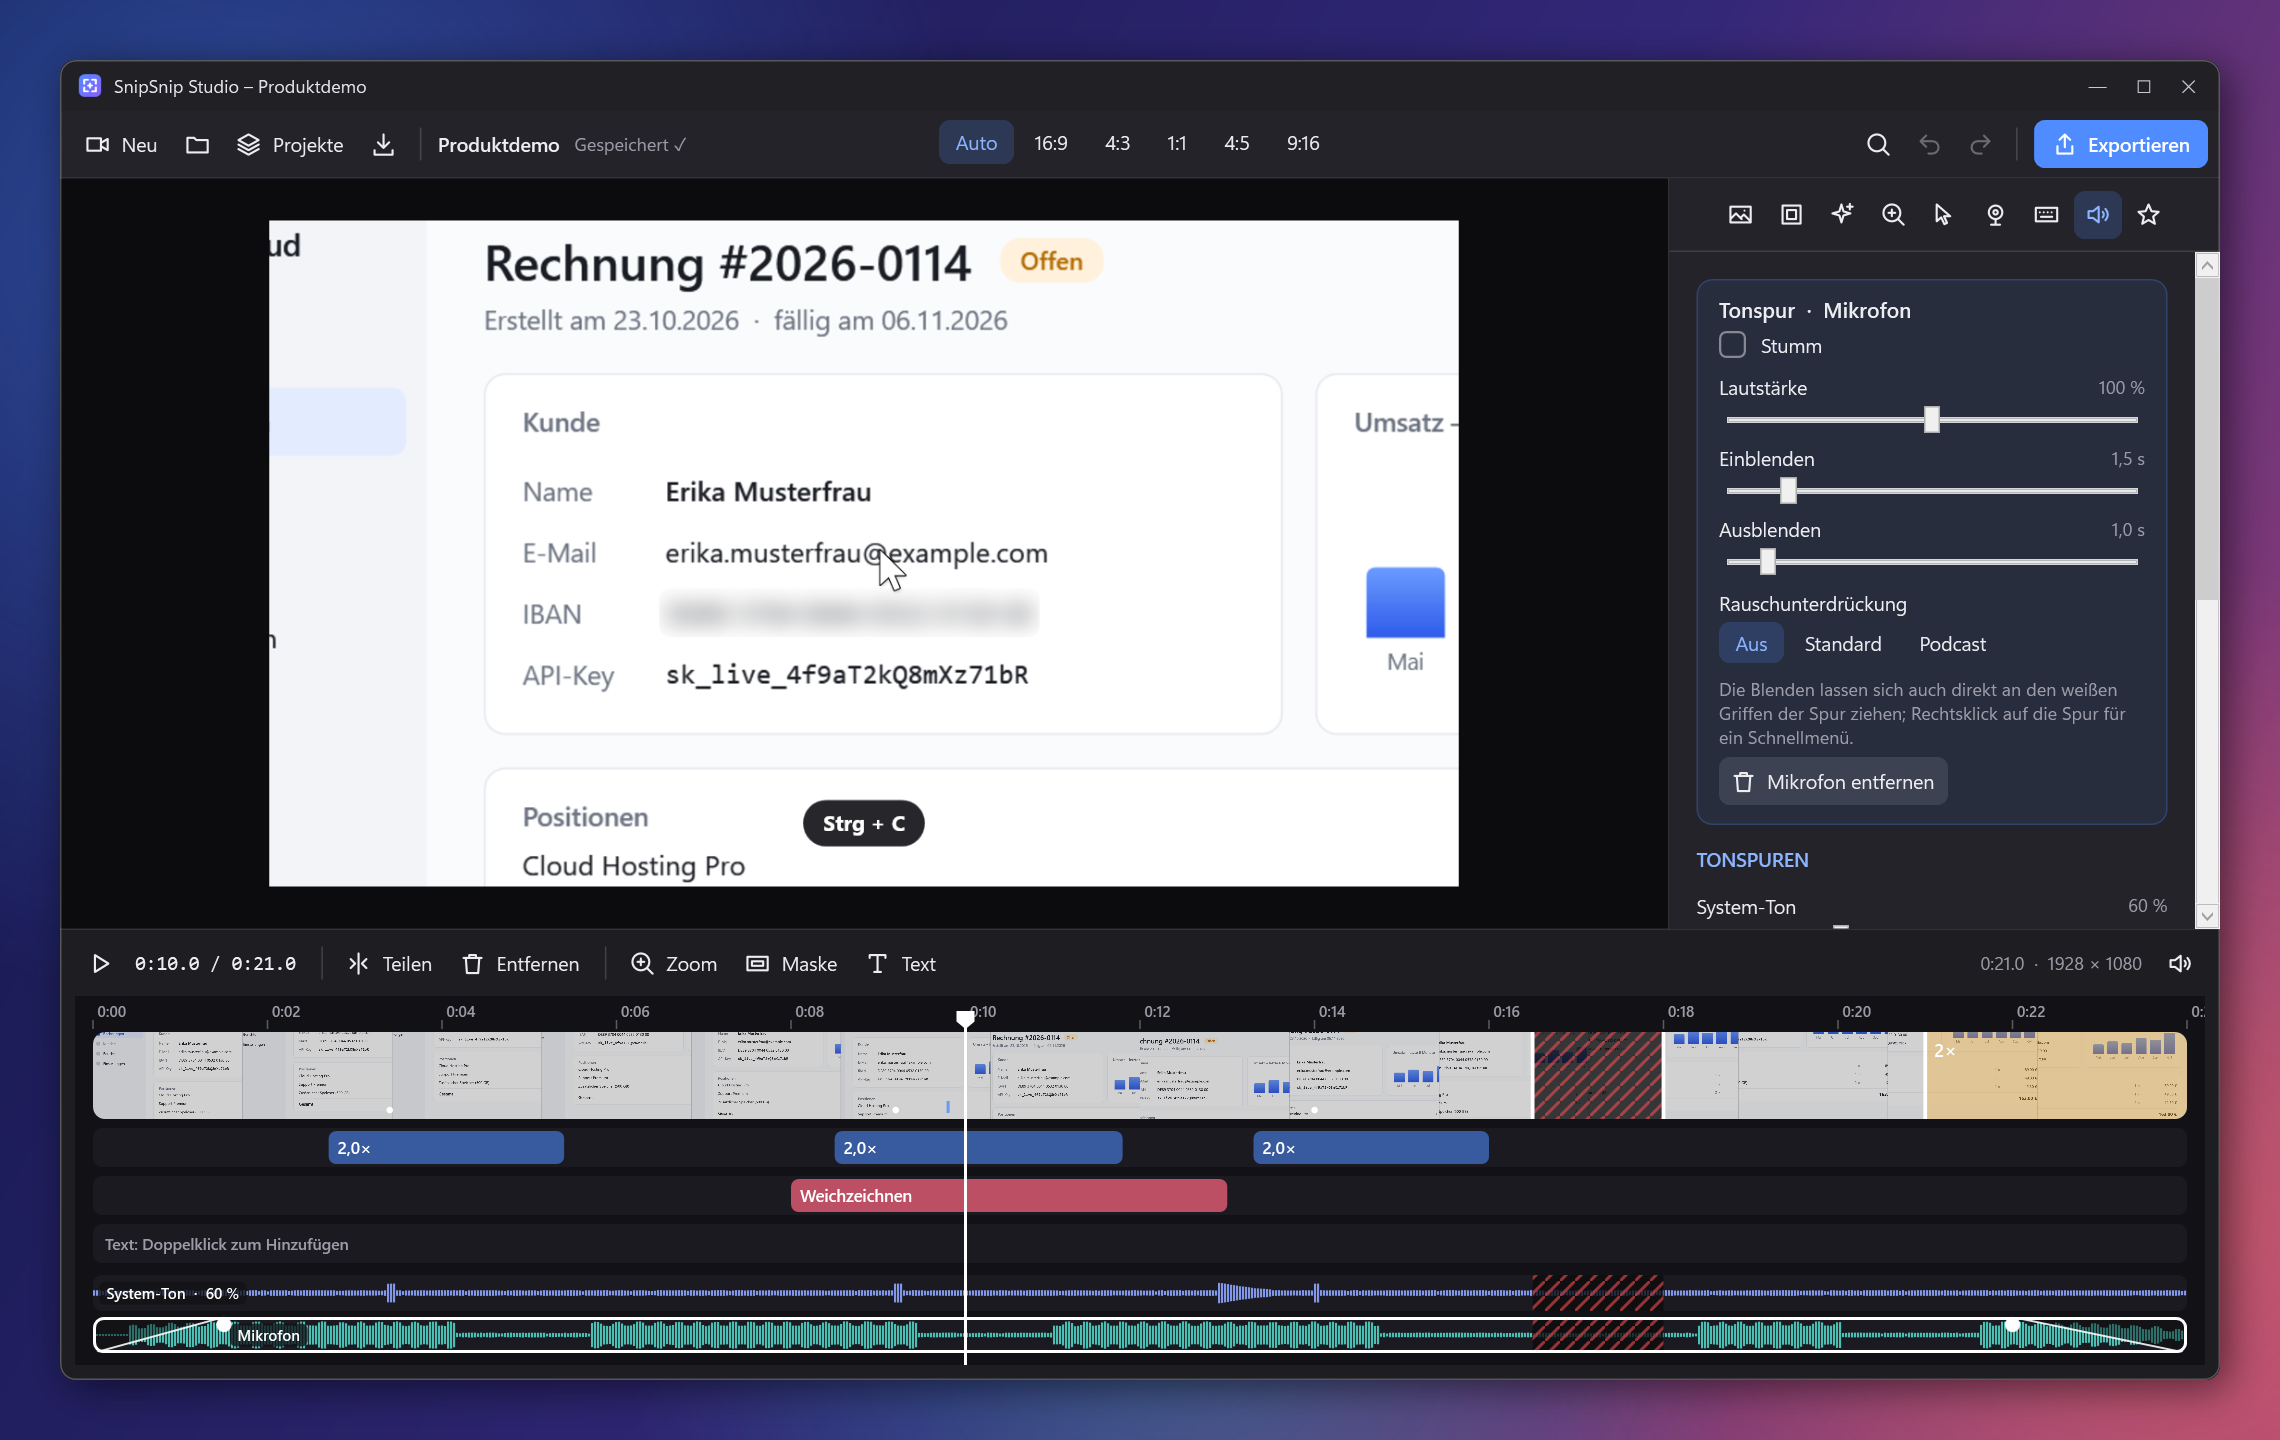 SnipSnip Studio – Produktdemo
Neu
Projekte
Produktdemo
Gespeichert ✓
Auto
16:9
4:3
1:1
4:5
9:16
Exportieren
ud
Rechnung #2026-0114
Offen
Erstellt am 23.10.2026 · fällig am 06.11.2026
Kunde
Name
Erika Musterfrau
E-Mail
erika.musterfrau@example.com
IBAN
API-Key
sk_live_4f9aT2kQ8mXz71bR
Umsatz –
Mai
Positionen
Strg + C
Cloud Hosting Pro
Tonspur · Mikrofon
Stumm
Lautstärke
100 %
Einblenden
1,5 s
Ausblenden
1,0 s
Rauschunterdrückung
Aus
Standard
Podcast
Die Blenden lassen sich auch direkt an den weißen
Griffen der Spur ziehen; Rechtsklick auf die Spur für
ein Schnellmenü.
Mikrofon entfernen
TONSPUREN
System-Ton
60 %
0:10.0 / 0:21.0
Teilen
Entfernen
Zoom
Maske
Text
0:21.0 · 1928 × 1080
0:00
0:02
0:04
0:06
0:08
0:10
0:12
0:14
0:16
0:18
0:20
0:22
2×
2,0×
2,0×
2,0×
Weichzeichnen
Text: Doppelklick zum Hinzufügen
System-Ton · 60 %
Mikrofon